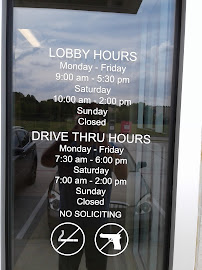 LOBBY HOURS
Monday - Friday
9:00 am - 5:30 pm
Saturday
10:00 am - 2:00 pm
Sunday
Closed
DRIVE THRU HOURS
Monday - Friday
7:30 am - 6:00 pm
Saturday
7:00 am - 2:00 pm
Sunday
Closed
NO SOLICITING